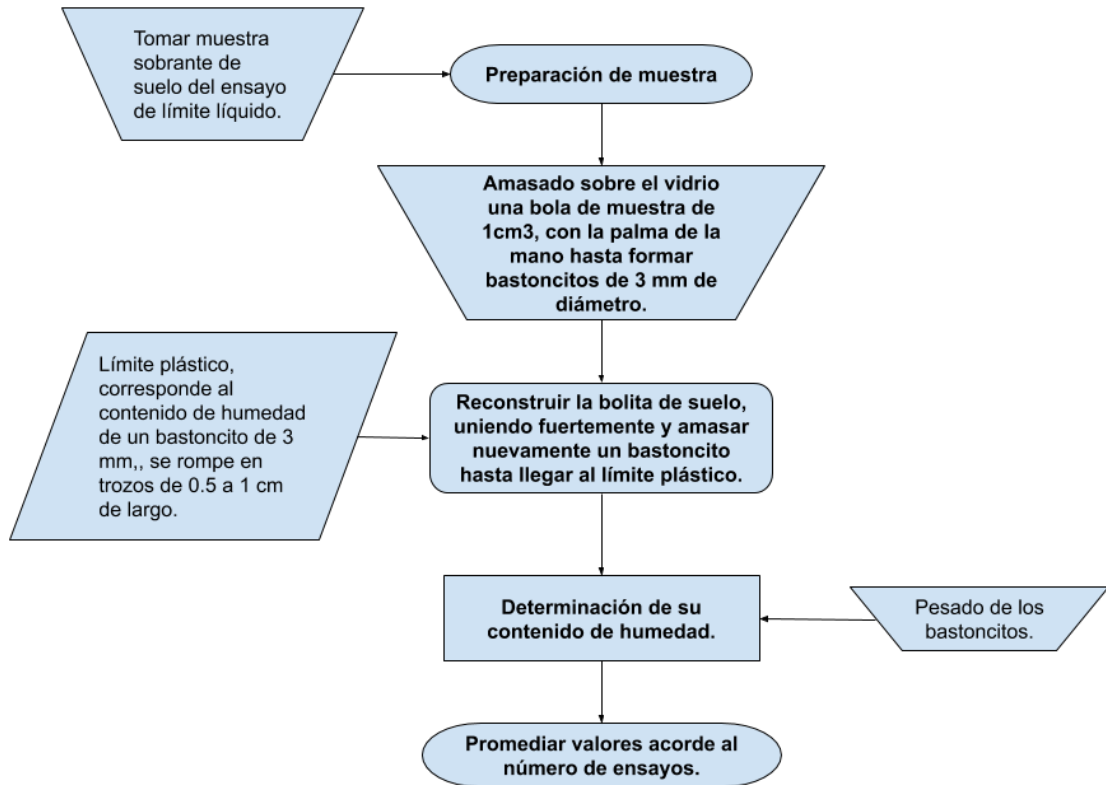 Tomar muestra
sobrante de
suelo del ensayo
de límite líquido.
Preparación de muestra
Amasado sobre el vidrio
una bola de muestra de
1cm3, con la palma de la
mano hasta formar
bastoncitos de 3 mm de
diámetro.
Límite plástico,
corresponde al
contenido de humedad
de un bastoncito de 3
mm,, se rompe en
trozos de 0.5 a 1 cm
de largo.
Reconstruir la bolita de suelo,
uniendo fuertemente y amasar
nuevamente un bastoncito
hasta llegar al límite plástico.
Determinación de su
contenido de humedad.
Pesado de los
bastoncitos.
Promediar valores acorde al
número de ensayos.